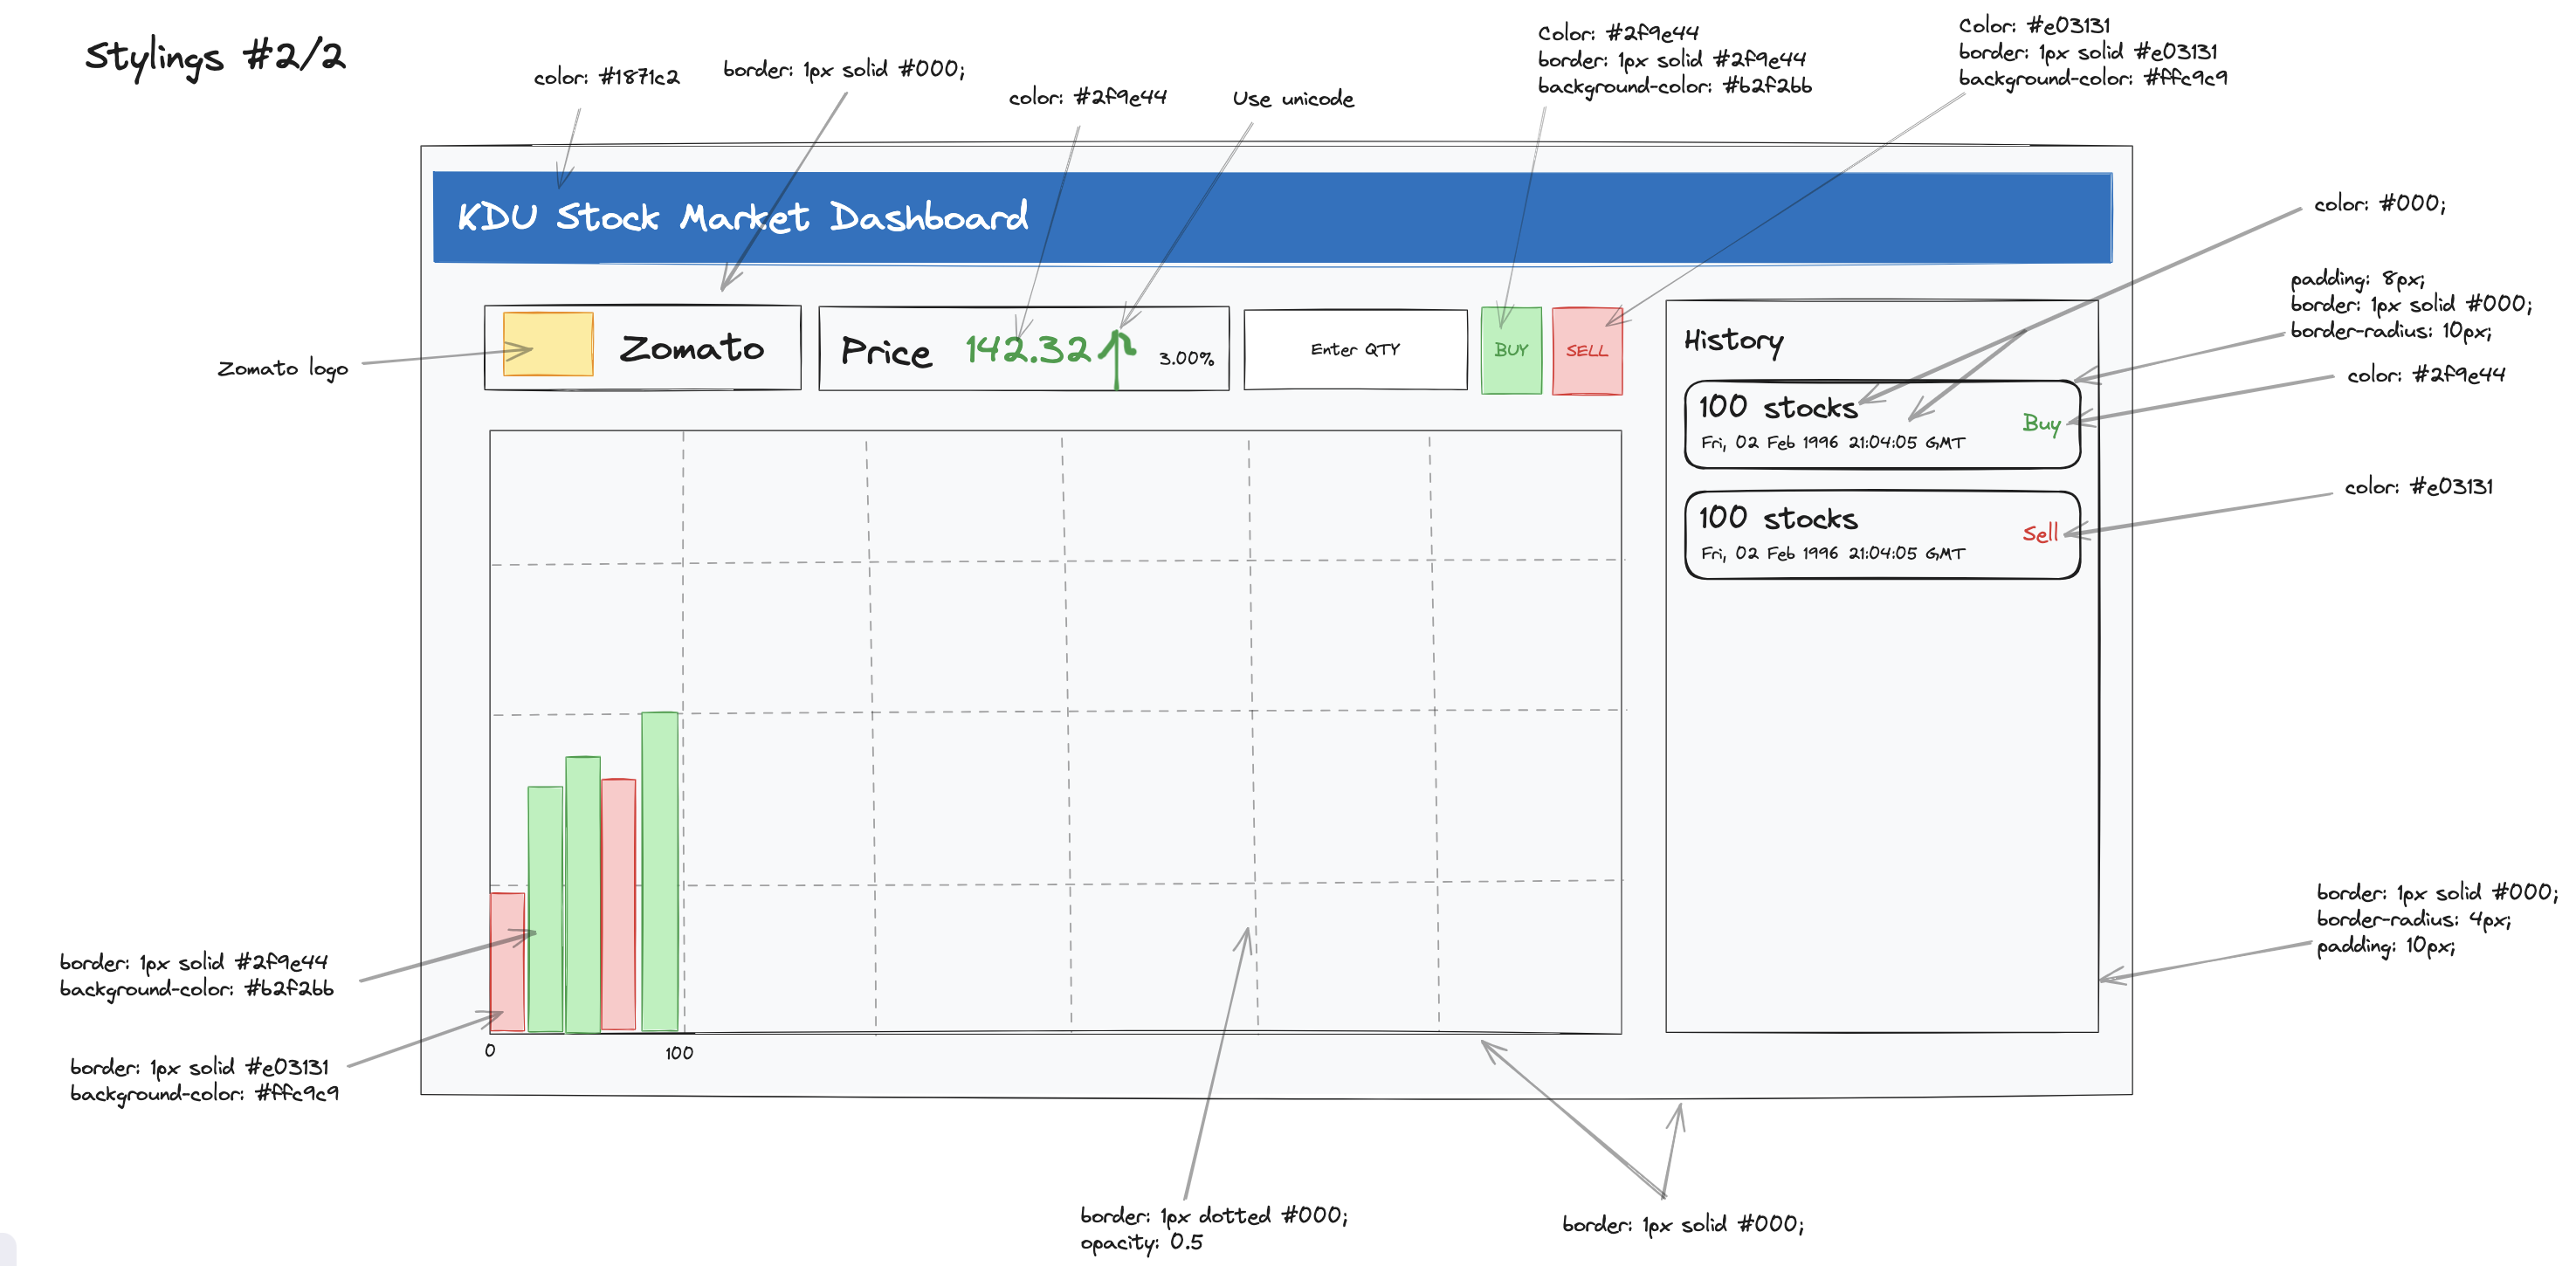 Stylings #2/2
color: #1871c2
border: 1px solid #000;
color: #2f9e44
Use unicode
Color: #2f9e44
border: 1px solid #2f9e44
background-color: #b2f2bb
Color: #e03131
border: 1px solid #e03131
background-color: #ffc9c9
KDU Stock Market Dashboard
color: #000;
padding: 8px;
border: 1px solid #000;
border-radius: 10px;
color: #2f9e44
color: #e03131
Zomato logo
Zomato
Price 142.32 3.00%
Enter QTY
BUY
SELL
History
100 stocks
Fri, 02 Feb 1996 21:04:05 GMT
Buy
100 stocks
Fri, 02 Feb 1996 21:04:05 GMT
Sell
border: 1px solid #000;
border-radius: 4px;
padding: 10px;
border: 1px solid #2f9e44
background-color: #b2f2bb
border: 1px solid #e03131
background-color: #ffc9c9
0
100
border: 1px dotted #000;
opacity: 0.5
border: 1px solid #000;